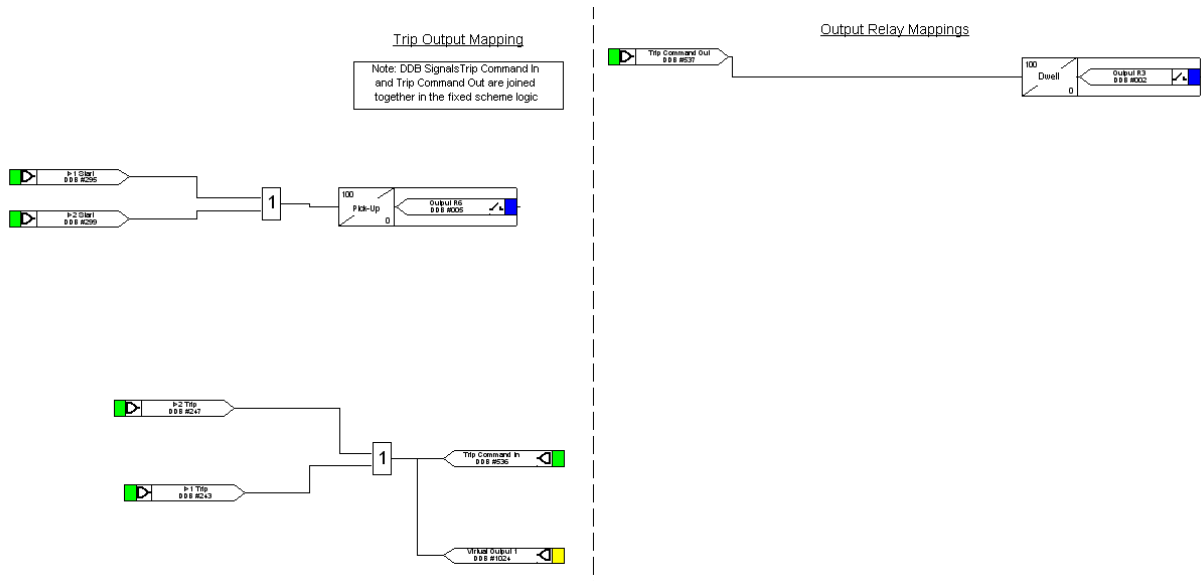 Trip Output Mapping
Note: DDB SignalsTrip Command In
and Trip Command Out are joined
together in the fixed scheme logic
I>1 Start
DDB #295
I>2 Start
DDB #299
1
100
Pick-Up
0
Output R6
DDB #005
I>2 Trip
DDB #247
I>1 Trip
DDB #243
1
Trip Command In
DDB #536
Virtual Output 1
DDB #1024
Output Relay Mappings
Trip Command Out
DDB #537
100
Dwell
0
Output R3
DDB #002